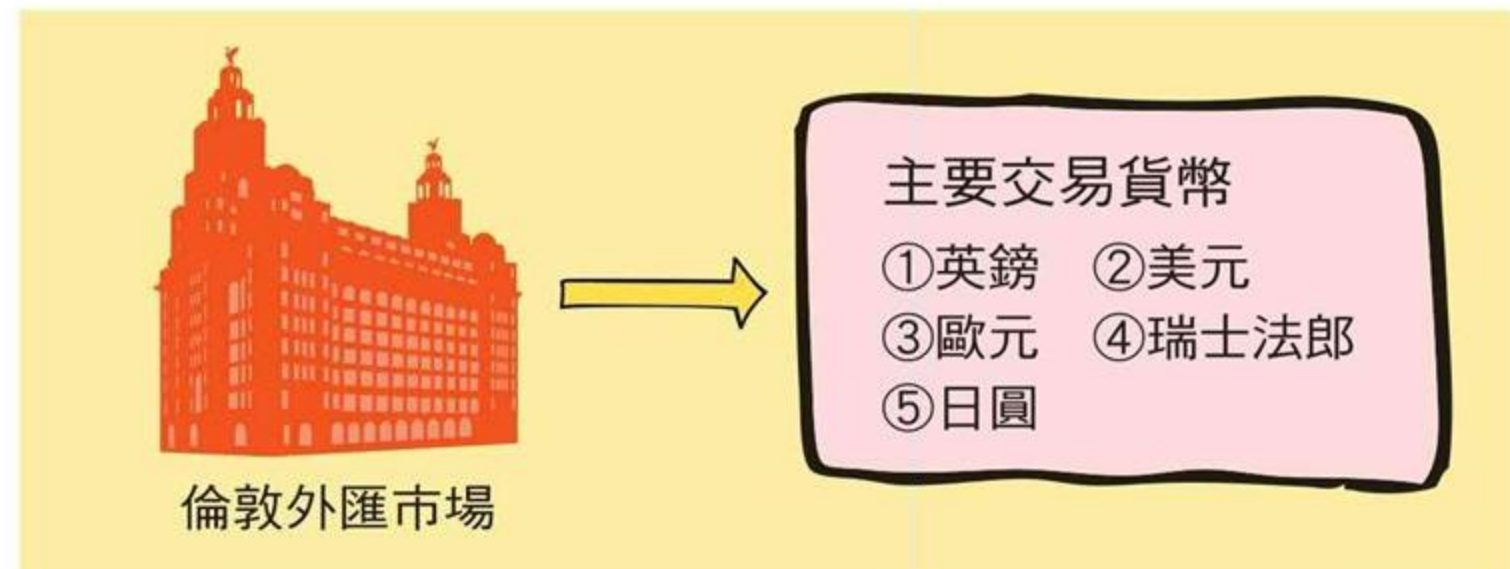 倫敦外匯市場
主要交易貨幣
①英鎊 ②美元
③歐元 ④瑞士法郎
⑤日圓